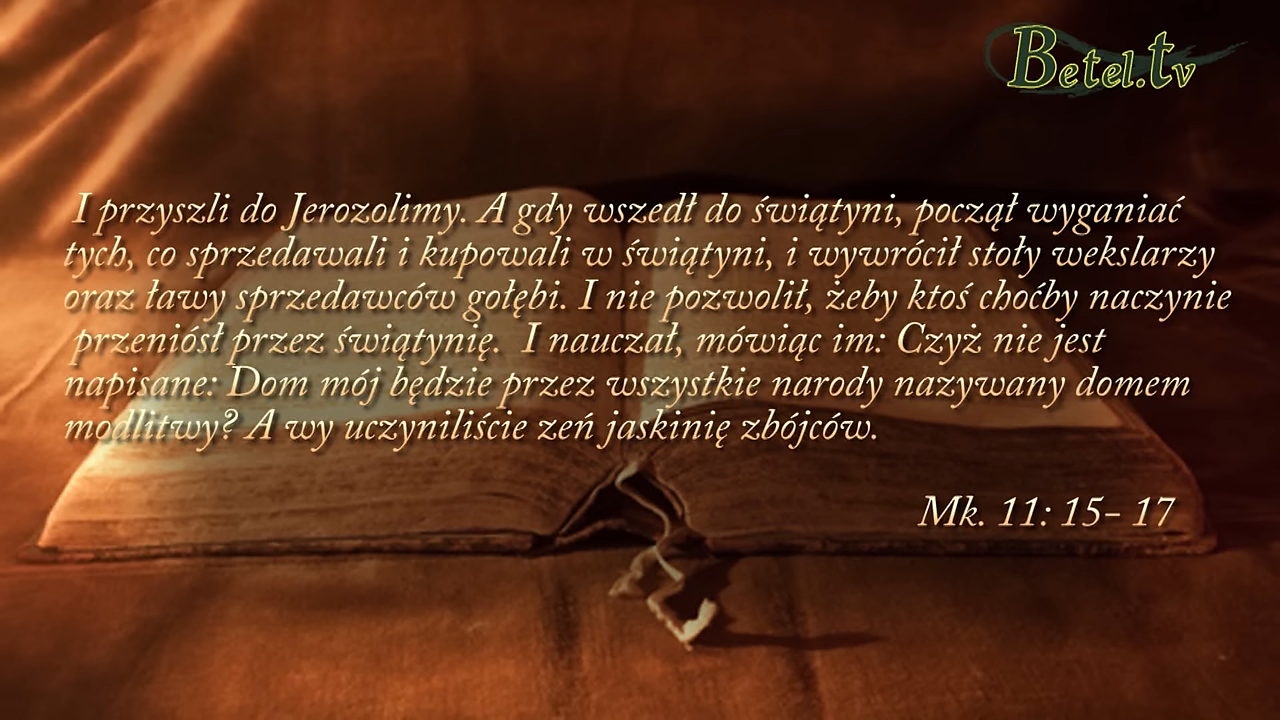 Betel.tv
I przyszli do Jerozolimy. A gdy wszedł do świątyni, począł wyganiać
tych, co sprzedawali i kupowali w świątyni, i wywrócił stoły wekslarzy
oraz ławy sprzedawców gołębi. I nie pozwolił, żeby ktoś choćby naczynie
przeniósł przez świątynię. I nauczał, mówiąc im: Czyż nie jest
napisane: Dom mój będzie przez wszystkie narody nazywany domem
modlitwy? A wy uczyniliście zeń jaskinię zbójców.
Mk. 11: 15- 17